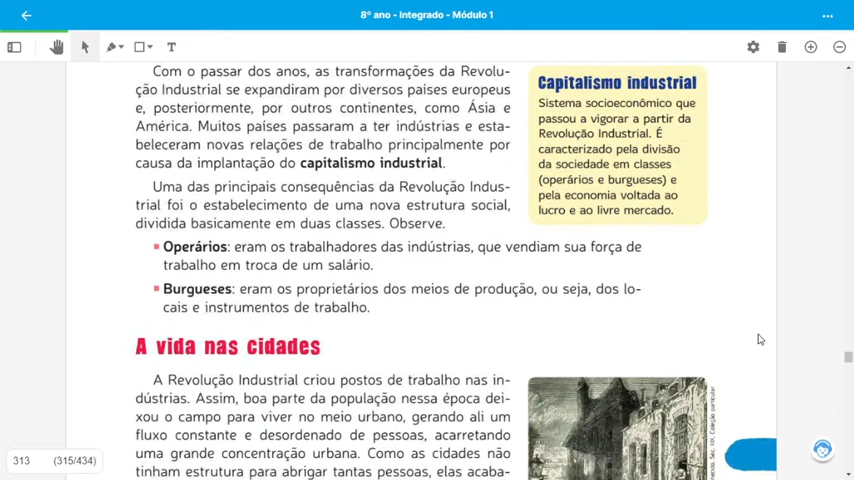 8º ano - Integrado - Módulo 1
T
Com o passar dos anos, as transformações da Revolu-
ção Industrial se expandiram por diversos países europeus
e, posteriormente, por outros continentes, como Ásia e
América. Muitos países passaram a ter indústrias e esta-
beleceram novas relações de trabalho principalmente por
causa da implantação do capitalismo industrial.
Uma das principais consequências da Revolução Indus-
trial foi o estabelecimento de uma nova estrutura social,
dividida basicamente em duas classes. Observe.
Operários: eram os trabalhadores das indústrias, que vendiam sua força de
trabalho em troca de um salário.
Burgueses: eram os proprietários dos meios de produção, ou seja, dos lo-
cais e instrumentos de trabalho.
Capitalismo industrial
Sistema socioeconômico que
passou a vigorar a partir da
Revolução Industrial. É
caracterizado pela divisão
da sociedade em classes
(operários e burgueses) e
pela economia voltada ao
lucro e ao livre mercado.
A vida nas cidades
A Revolução Industrial criou postos de trabalho nas in-
dústrias. Assim, boa parte da população nessa época dei-
xou o campo para viver no meio urbano, gerando ali um
fluxo constante e desordenado de pessoas, acarretando
uma grande concentração urbana. Como as cidades não
tinham estrutura para abrigar tantas pessoas, elas acaba-
Séc. XIX. Coleção particular
313 (315/434)